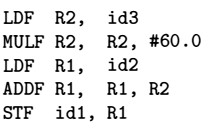 LDF R2, id3
MULF R2, R2, #60.0
LDF R1, id2
ADDF R1, R1, R2
STF id1, R1